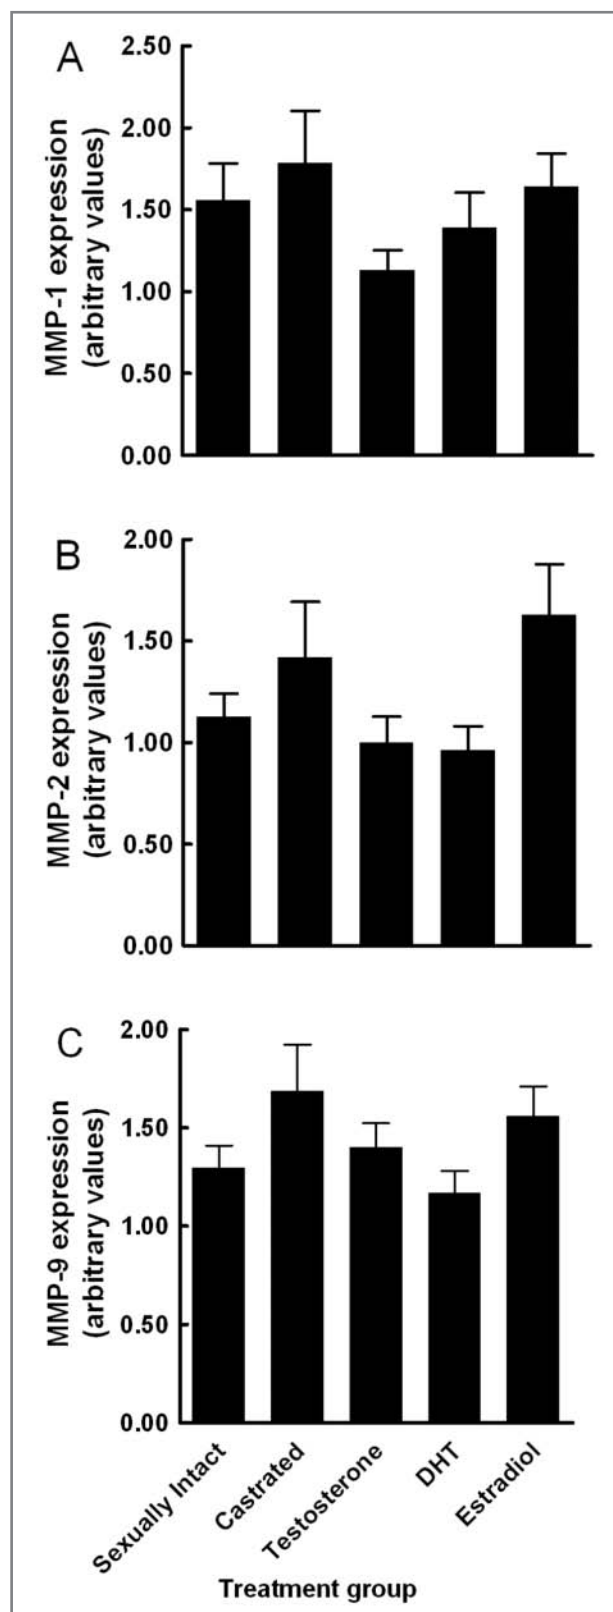 A
MMP-1 expression
(arbitrary values)
2.50
2.00
1.50
1.00
0.50
0.00
B
MMP-2 expression
(arbitrary values)
2.00
1.50
1.00
0.50
0.00
C
MMP-9 expression
(arbitrary values)
2.00
1.50
1.00
0.50
0.00
Sexually Intact
Castrated
Testosterone
DHT
Estradiol
Treatment group